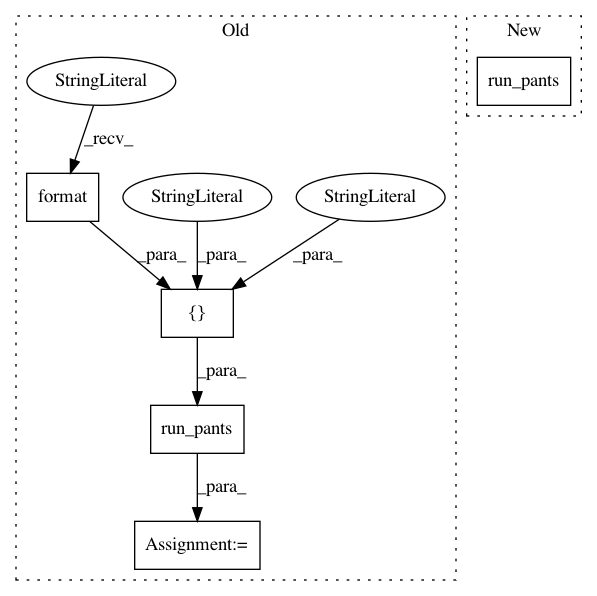 Old
New
StringLiteral
run_pants
_recv_
format
StringLiteral
StringLiteral
_para_
_para_
_para_
{}
_para_
run_pants
_para_
Assignment:=